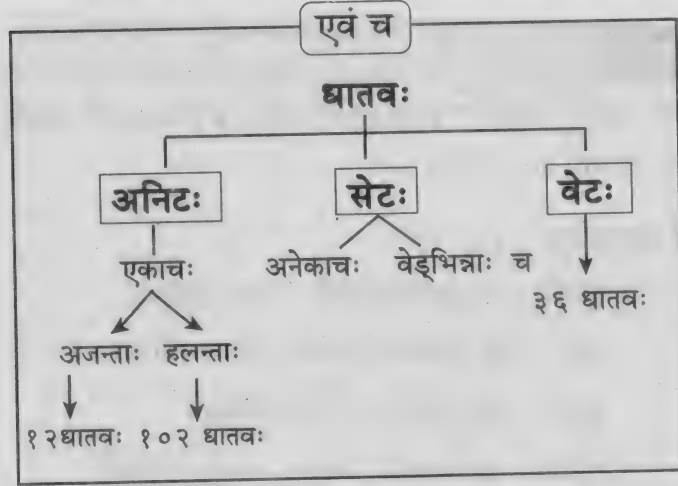 एवं च
धातवः
अनिटः सेटः वेटः
एकाचः अनेकाचः वेड्भिन्नाः च
३६ धातवः
अजन्ताः हलन्ताः
१२धातवः १०२ धातवः